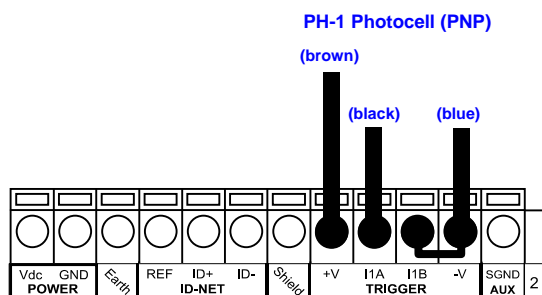 PH-1 Photocell (PNP)
(brown)
(black) (blue)
Vdc GND Earth REF ID+ ID- Shield +V I1A I1B -V SGND 2
POWER ID-NET TRIGGER AUX